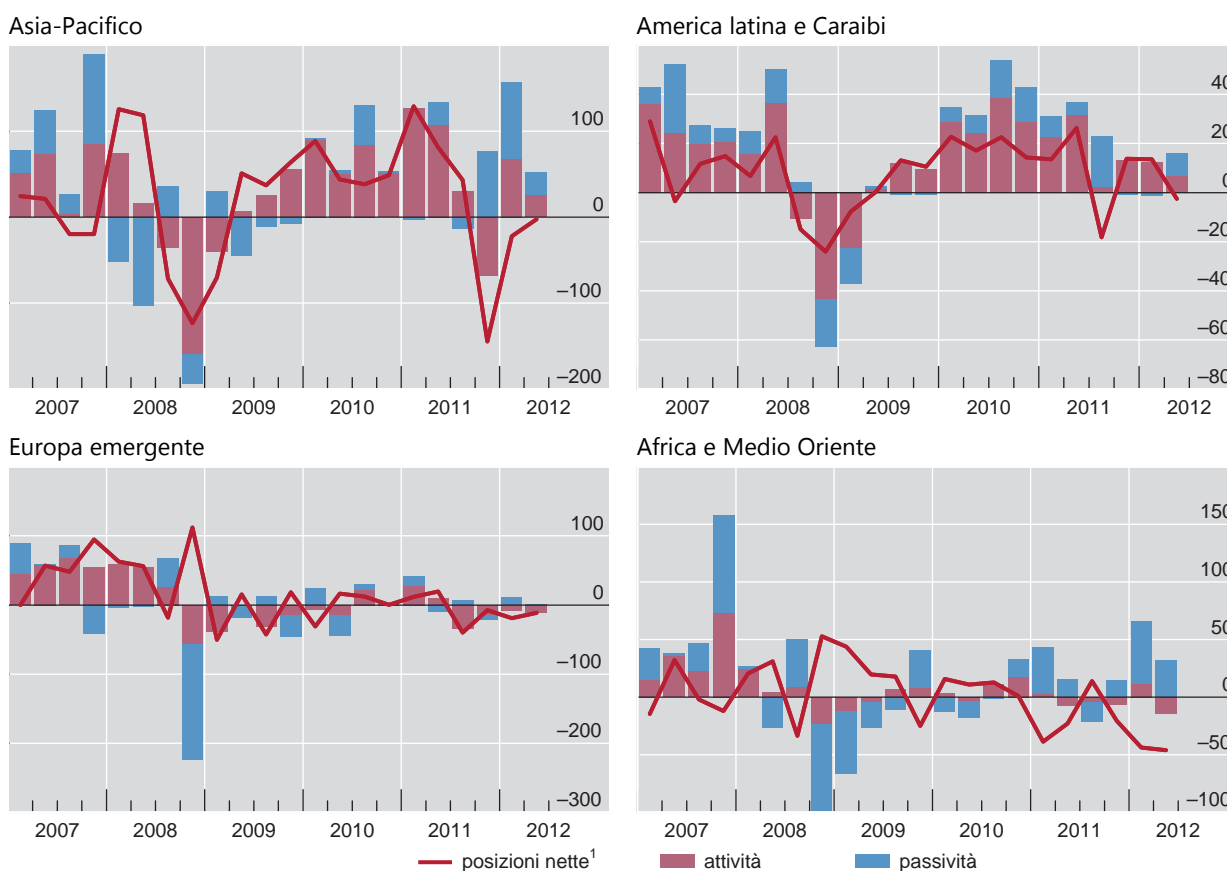 Asia-Pacifico
100
0
–100
–200
2007 2008 2009 2010 2011 2012
America latina e Caraibi
40
20
0
–20
–40
–60
–80
2007 2008 2009 2010 2011 2012
Europa emergente
100
0
–100
–200
–300
2007 2008 2009 2010 2011 2012
Africa e Medio Oriente
150
100
50
0
–50
–100
2007 2008 2009 2010 2011 2012
posizioni nette¹ attività passività